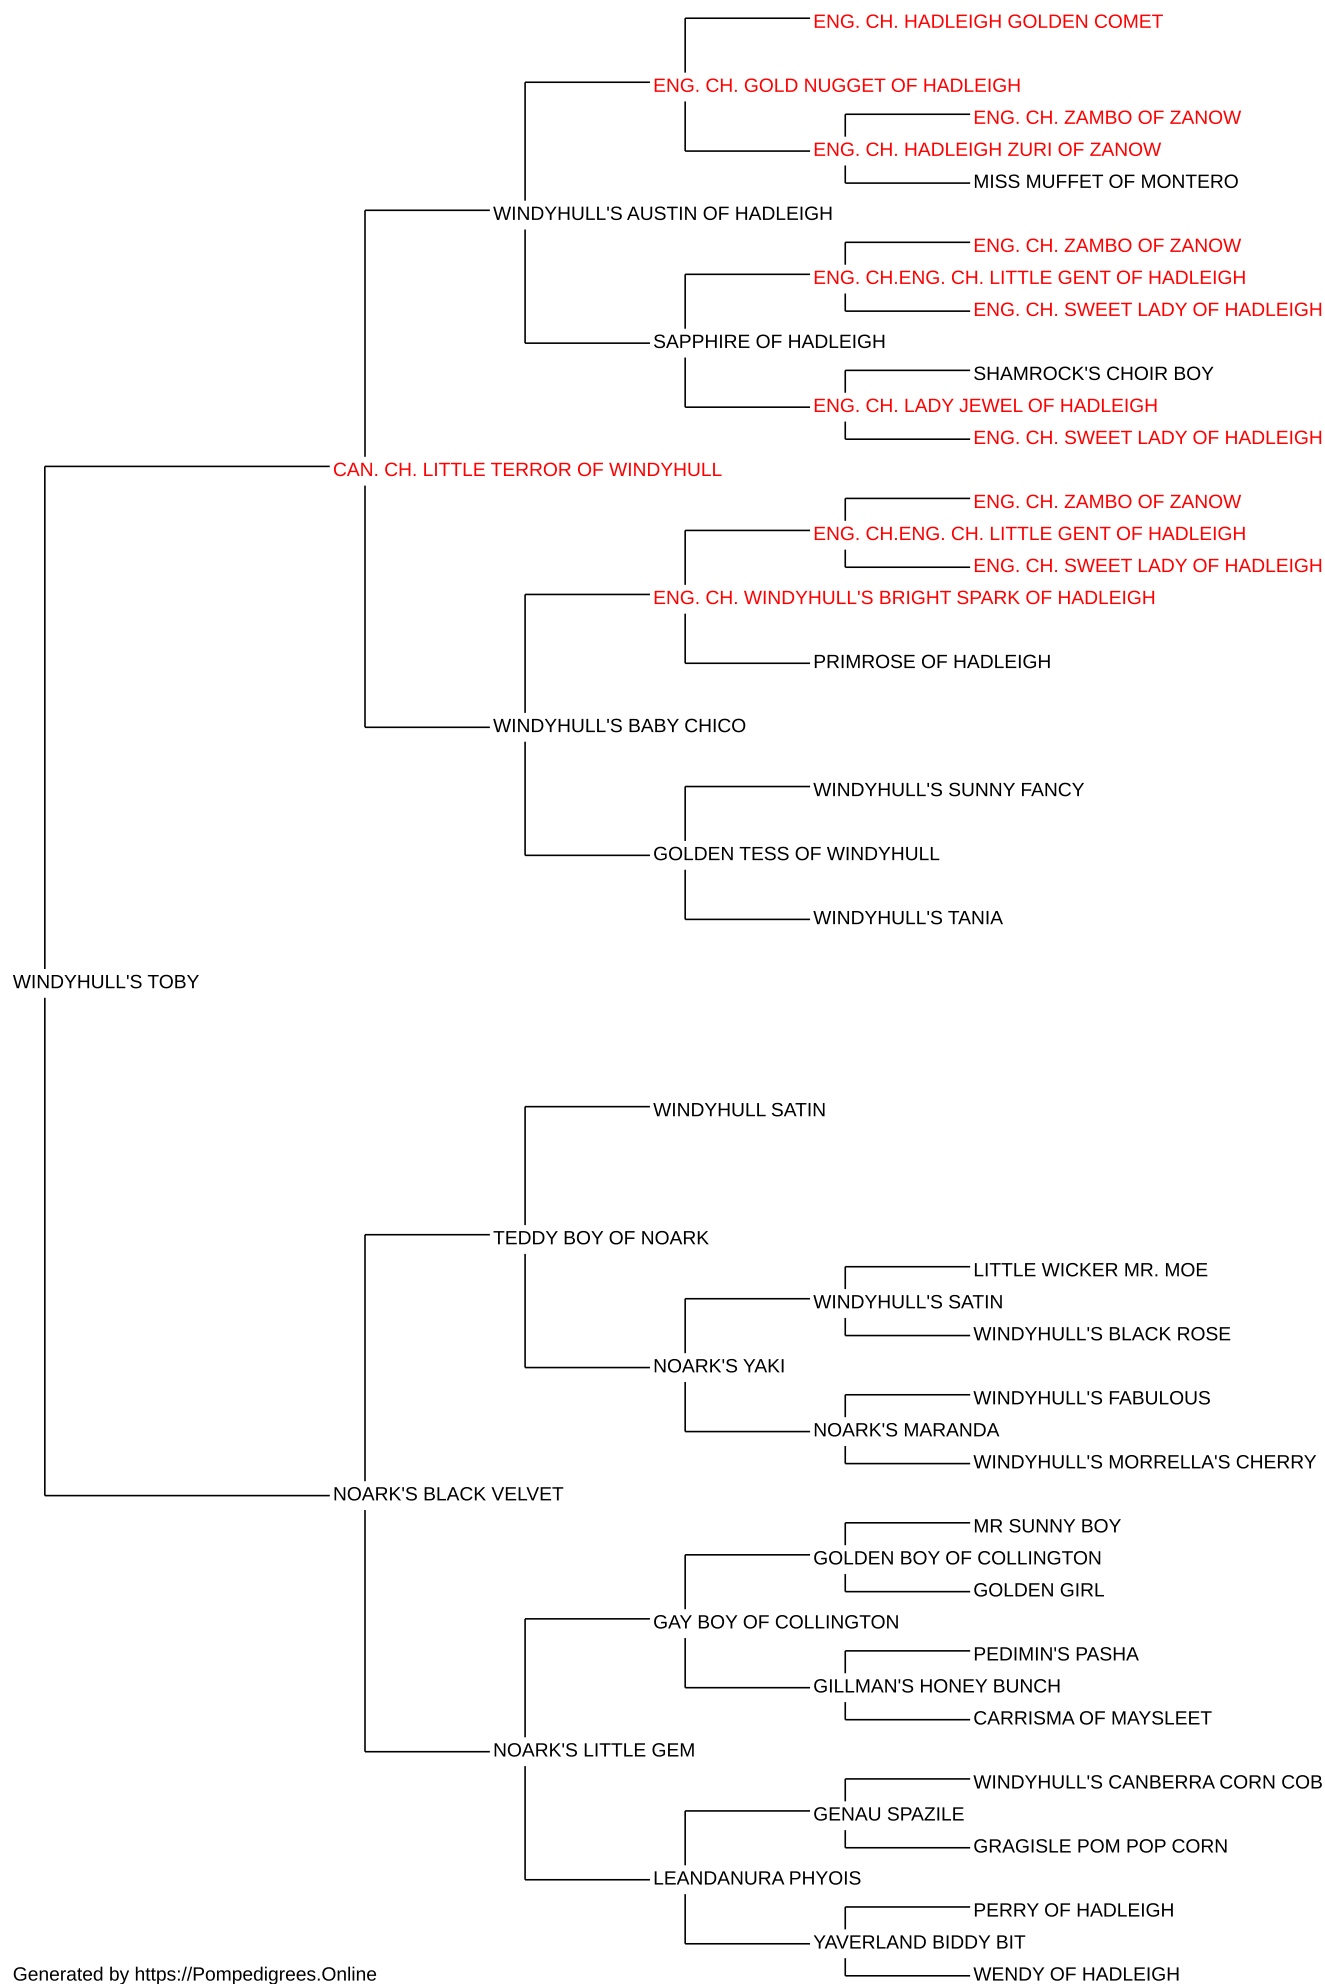 ENG. CH. HADLEIGH GOLDEN COMET
ENG. CH. GOLD NUGGET OF HADLEIGH
ENG. CH. ZAMBO OF ZANOW
ENG. CH. HADLEIGH ZURI OF ZANOW
MISS MUFFET OF MONTERO
WINDYHULL'S AUSTIN OF HADLEIGH
ENG. CH. ZAMBO OF ZANOW
ENG. CH.ENG. CH. LITTLE GENT OF HADLEIGH
ENG. CH. SWEET LADY OF HADLEIGH
SAPPHIRE OF HADLEIGH
SHAMROCK'S CHOIR BOY
ENG. CH. LADY JEWEL OF HADLEIGH
ENG. CH. SWEET LADY OF HADLEIGH
CAN. CH. LITTLE TERROR OF WINDYHULL
ENG. CH. ZAMBO OF ZANOW
ENG. CH.ENG. CH. LITTLE GENT OF HADLEIGH
ENG. CH. SWEET LADY OF HADLEIGH
ENG. CH. WINDYHULL'S BRIGHT SPARK OF HADLEIGH
PRIMROSE OF HADLEIGH
WINDYHULL'S BABY CHICO
WINDYHULL'S SUNNY FANCY
GOLDEN TESS OF WINDYHULL
WINDYHULL'S TANIA
WINDYHULL'S TOBY
WINDYHULL SATIN
TEDDY BOY OF NOARK
LITTLE WICKER MR. MOE
WINDYHULL'S SATIN
WINDYHULL'S BLACK ROSE
NOARK'S YAKI
WINDYHULL'S FABULOUS
NOARK'S MARANDA
WINDYHULL'S MORRELLA'S CHERRY
NOARK'S BLACK VELVET
MR SUNNY BOY
GOLDEN BOY OF COLLINGTON
GOLDEN GIRL
GAY BOY OF COLLINGTON
PEDIMIN'S PASHA
GILLMAN'S HONEY BUNCH
CARRISMA OF MAYSLEET
NOARK'S LITTLE GEM
WINDYHULL'S CANBERRA CORN COB
GENAU SPAZILE
GRAGISLE POM POP CORN
LEANDANURA PHYOIS
PERRY OF HADLEIGH
YAVERLAND BIDDY BIT
WENDY OF HADLEIGH
Generated by https://Pompedigrees.Online